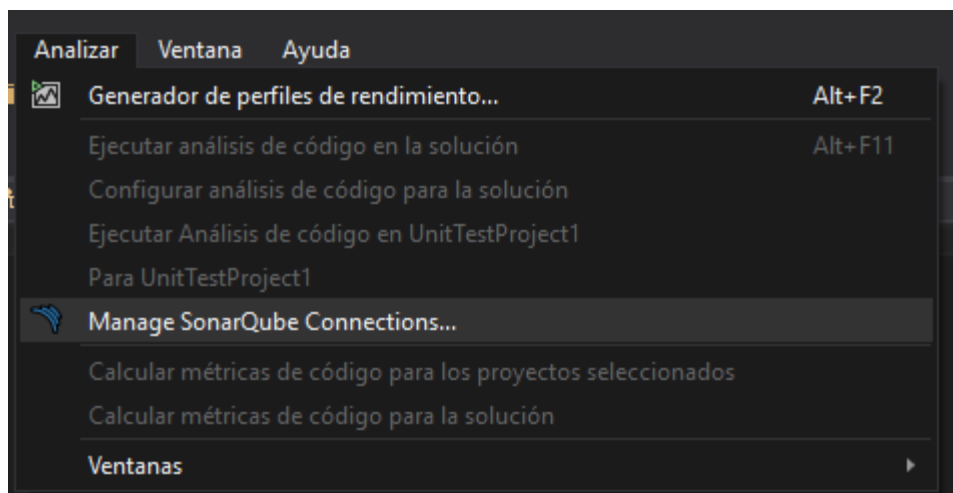 Analizar Ventana Ayuda
Generador de perfiles de rendimiento... Alt+F2
Ejecutar análisis de código en la solución Alt+F11
Configurar análisis de código para la solución
Ejecutar Análisis de código en UnitTestProject1
Para UnitTestProject1
Manage SonarQube Connections...
Calcular métricas de código para los proyectos seleccionados
Calcular métricas de código para la solución
Ventanas